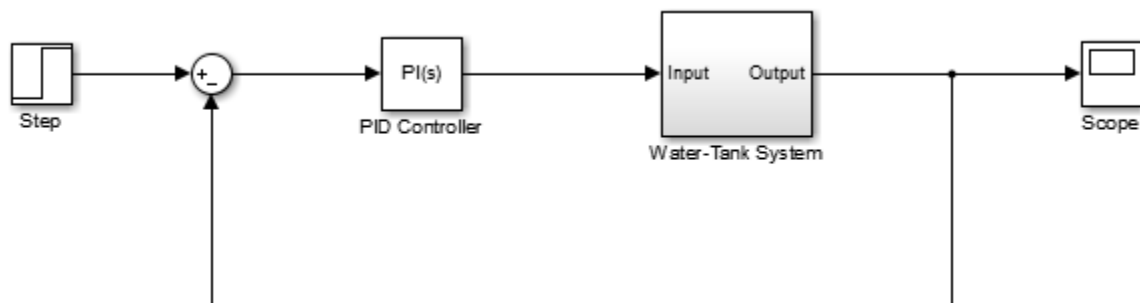 +
−
PI(s)
Input
Output
Step
PID Controller
Water-Tank System
Scope